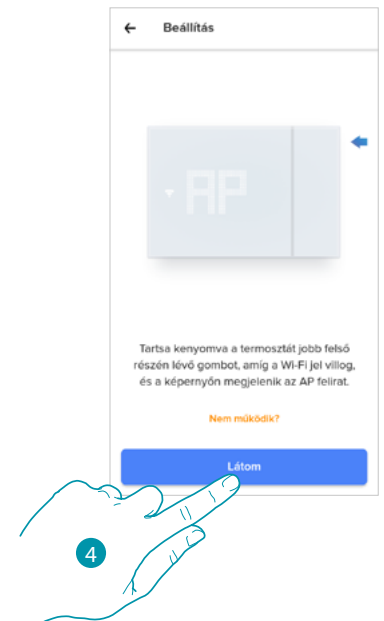 Beállítás
AP
Tartsa kenyomva a termosztát jobb felső
részén lévő gombot, amíg a Wi-Fi jel villog,
és a képernyőn megjelenik az AP felirat.
Nem működik?
Látom
4